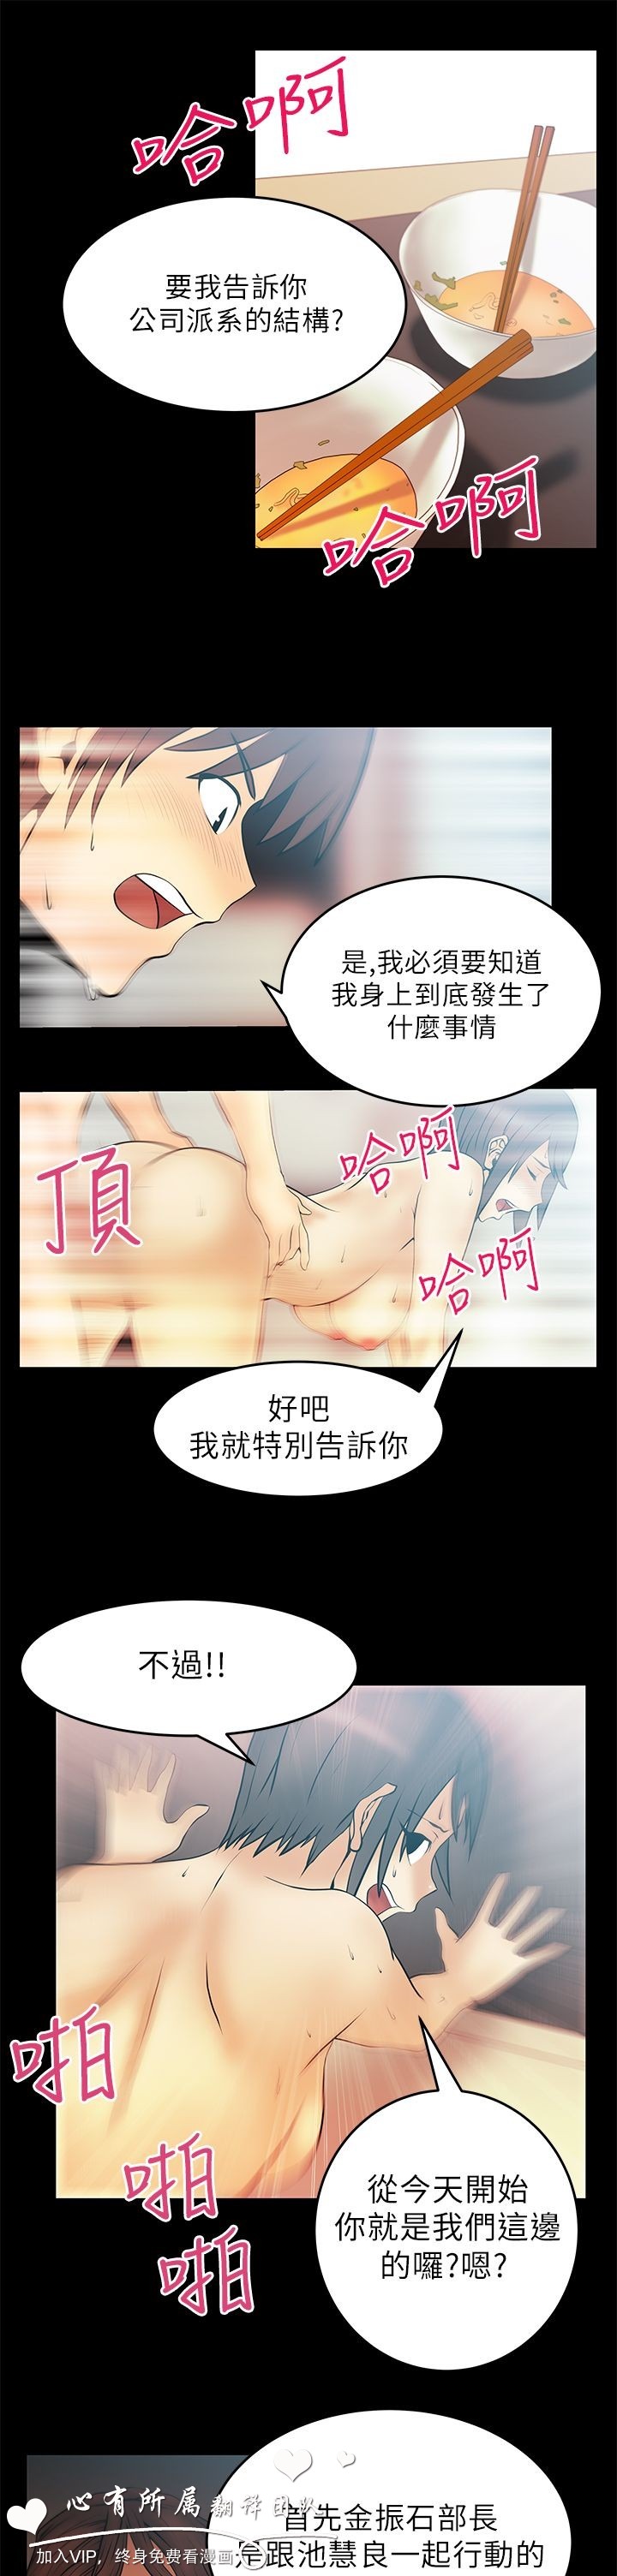 哈啊
要我告訴你
公司派系的結構?
哈啊
是,我必須要知道
我身上到底發生了
什麼事情
頂
哈啊
哈啊
好吧
我就特別告訴你
不過!!
啪
啪
啪
從今天開始
你就是我們這邊
的囉?嗯?
首先金振石部長
是跟池慧良一起行動的
心有所属翻译团队
加入VIP，终身免费看漫画